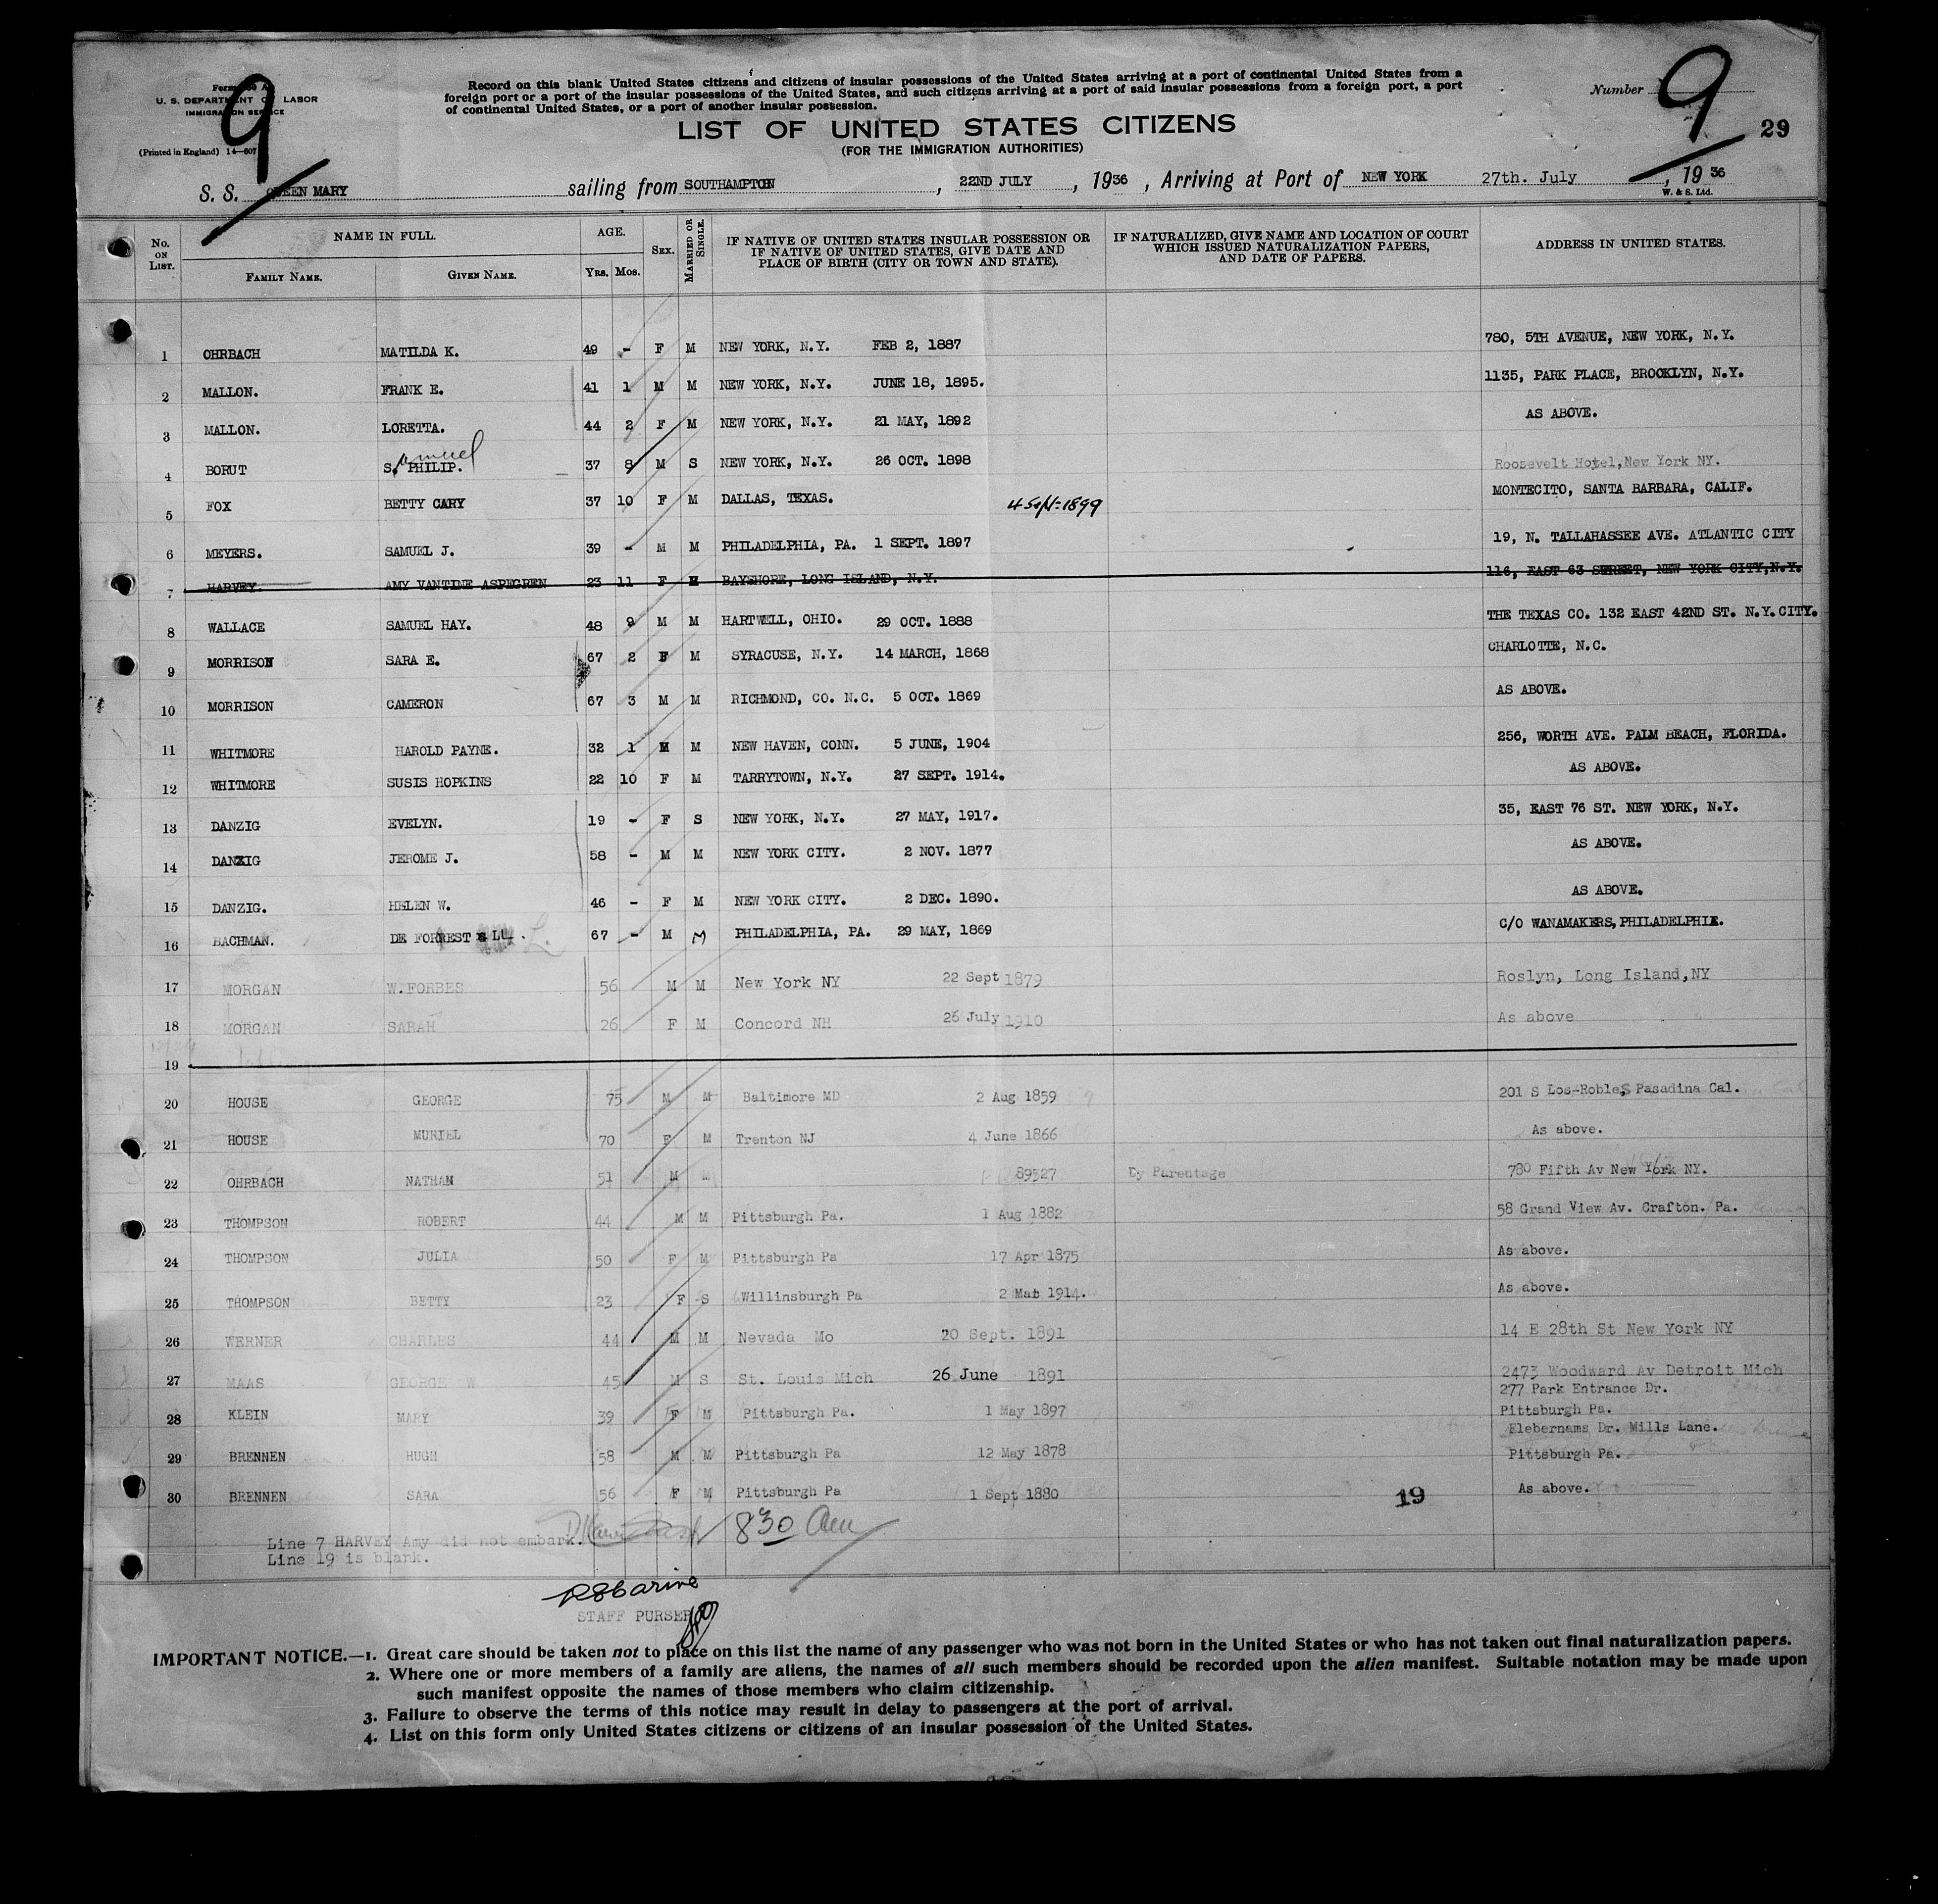 9
9
Form
U. S. DEPARTMENT OF LABOR
IMMIGRATION SERVICE
(Printed in England) 14—607
Record on this blank United States citizens and citizens of insular possessions of the United States arriving at a port of continental United States from a
foreign port or a port of the insular possessions of the United States, and such citizens arriving at a port of said insular possessions from a foreign port, a port
of continental United States, or a port of another insular possession.
Number
29
LIST OF UNITED STATES CITIZENS
(FOR THE IMMIGRATION AUTHORITIES)
S. S. QUEEN MARY sailing from SOUTHAMPTON, 22ND JULY, 1936, Arriving at Port of NEW YORK 27th. July, 1936
W. & S. Ltd.
No. ON LIST. NAME IN FULL. FAMILY NAME. GIVEN NAME. AGE. YRS. MOS. SEX. MARRIED OR SINGLE. IF NATIVE OF UNITED STATES INSULAR POSSESSION OR IF NATIVE OF UNITED STATES, GIVE DATE AND PLACE OF BIRTH (CITY OR TOWN AND STATE). IF NATURALIZED, GIVE NAME AND LOCATION OF COURT WHICH ISSUED NATURALIZATION PAPERS, AND DATE OF PAPERS. ADDRESS IN UNITED STATES.
1 OHRBACH MATILDA K. 49 - F M NEW YORK, N.Y. FEB 2, 1887 780, 5TH AVENUE, NEW YORK, N.Y.
2 MALLON. FRANK E. 41 1 M M NEW YORK, N.Y. JUNE 18, 1895. 1135, PARK PLACE, BROOKLYN, N.Y.
3 MALLON. LORETTA. 44 2 F M NEW YORK, N.Y. 21 MAY, 1892 AS ABOVE.
4 BORUT S. amuel PHILIP. 37 8 M S NEW YORK, N.Y. 26 OCT. 1898 Roosevelt Hotel, New York NY.
5 FOX BETTY CARY 37 10 F M DALLAS, TEXAS. 4 Sept. 1899 MONTECITO, SANTA BARBARA, CALIF.
6 MEYERS. SAMUEL J. 39 - M M PHILADELPHIA, PA. 1 SEPT. 1897 19, N. TALLAHASSEE AVE. ATLANTIC CITY
7 HARVEY. AMY VANTINE ASPEGREN 23 11 F M BAYSHORE, LONG ISLAND, N.Y. 116, EAST 63 STREET, NEW YORK CITY, N.Y.
8 WALLACE SAMUEL HAY. 48 9 M M HARTWELL, OHIO. 29 OCT. 1888 THE TEXAS CO. 132 EAST 42ND ST. N.Y. CITY.
9 MORRISON SARA E. 67 2 F M SYRACUSE, N.Y. 14 MARCH, 1868 CHARLOTTE, N.C.
10 MORRISON CAMERON 67 3 M M RICHMOND, CO. N.C. 5 OCT. 1869 AS ABOVE.
11 WHITMORE HAROLD PAYNE. 32 1 M M NEW HAVEN, CONN. 5 JUNE, 1904 256, WORTH AVE. PALM BEACH, FLORIDA.
12 WHITMORE SUSIS HOPKINS 22 10 F M TARRYTOWN, N.Y. 27 SEPT. 1914. AS ABOVE.
13 DANZIG EVELYN. 19 - F S NEW YORK, N.Y. 27 MAY, 1917. 35, EAST 76 ST. NEW YORK, N.Y.
14 DANZIG JEROME J. 58 - M M NEW YORK CITY. 2 NOV. 1877 AS ABOVE.
15 DANZIG. HELEN W. 46 - F M NEW YORK CITY. 2 DEC. 1890. AS ABOVE.
16 BACHMAN. DE FORREST L. 67 - M M PHILADELPHIA, PA. 29 MAY, 1869 C/O WANAMAKERS, PHILADELPHIA.
17 MORGAN W.FORBES 56 M M New York NY 22 Sept 1879 Roslyn, Long Island, NY
18 MORGAN SARAH 26 F M Concord NH 26 July 1910 As above
19
20 HOUSE GEORGE 75 M M Baltimore MD 2 Aug 1859 201 S Los-Robles, Pasadina Cal.
21 HOUSE MURIEL 70 F M Trenton NJ 4 June 1866 As above.
22 OHRBACH NATHAN 51 M M 89327 By Parentage 780 Fifth Av New York NY.
23 THOMPSON ROBERT 44 M M Pittsburgh Pa. 1 Aug 1882 58 Grand View Av. Crafton. Pa.
24 THOMPSON JULIA 50 F M Pittsburgh Pa 17 Apr 1875 As above.
25 THOMPSON BETTY 23 F S Willinsburgh Pa 2 Mat 1914. As above.
26 WERNER CHARLES 44 M M Nevada Mo 20 Sept. 1891 14 E 28th St New York NY
27 MAAS GEORGE W 45 M S St. Louis Mich 26 June 1891 2473 Woodward Av Detroit Mich
28 KLEIN MARY 39 F M Pittsburgh Pa. 1 May 1897 277 Park Entrance Dr. Pittsburgh Pa.
29 BRENNEN HUGH 58 M M Pittsburgh Pa 12 May 1878 Flebernams Dr. Mills Lane. Pittsburgh Pa.
30 BRENNEN SARA 56 F M Pittsburgh Pa 1 Sept 1880 As above.
19
8 30 am
Line 7 HARVEY Amy did not embark.
Line 19 is blank.
STAFF PURSER
IMPORTANT NOTICE.—1. Great care should be taken not to place on this list the name of any passenger who was not born in the United States or who has not taken out final naturalization papers.
2. Where one or more members of a family are aliens, the names of all such members should be recorded upon the alien manifest. Suitable notation may be made upon
such manifest opposite the names of those members who claim citizenship.
3. Failure to observe the terms of this notice may result in delay to passengers at the port of arrival.
4. List on this form only United States citizens or citizens of an insular possession of the United States.